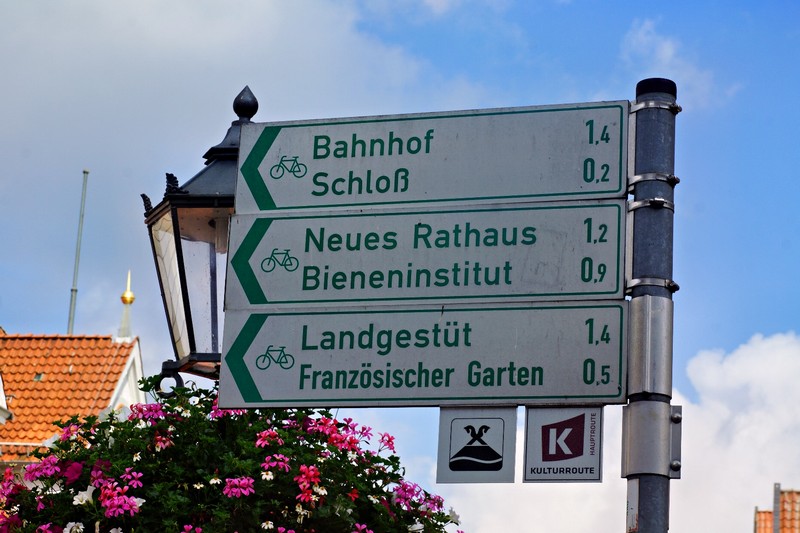 Bahnhof 1,4
Schloß 0,2
Neues Rathaus 1,2
Bieneninstitut 0,9
Landgestüt 1,4
Französischer Garten 0,5
K
HAUPTROUTE
KULTURROUTE